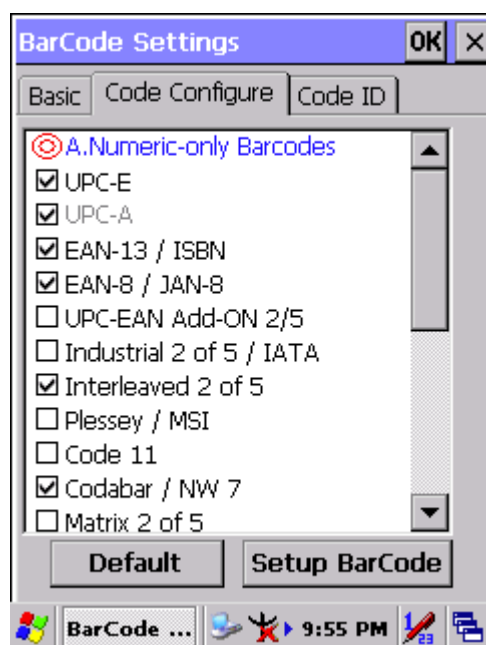 BarCode Settings OK ×
Basic Code Configure Code ID
A.Numeric-only Barcodes
UPC-E
UPC-A
EAN-13 / ISBN
EAN-8 / JAN-8
UPC-EAN Add-ON 2/5
Industrial 2 of 5 / IATA
Interleaved 2 of 5
Plessey / MSI
Code 11
Codabar / NW 7
Matrix 2 of 5
Default Setup BarCode
BarCode ... 9:55 PM 1 23